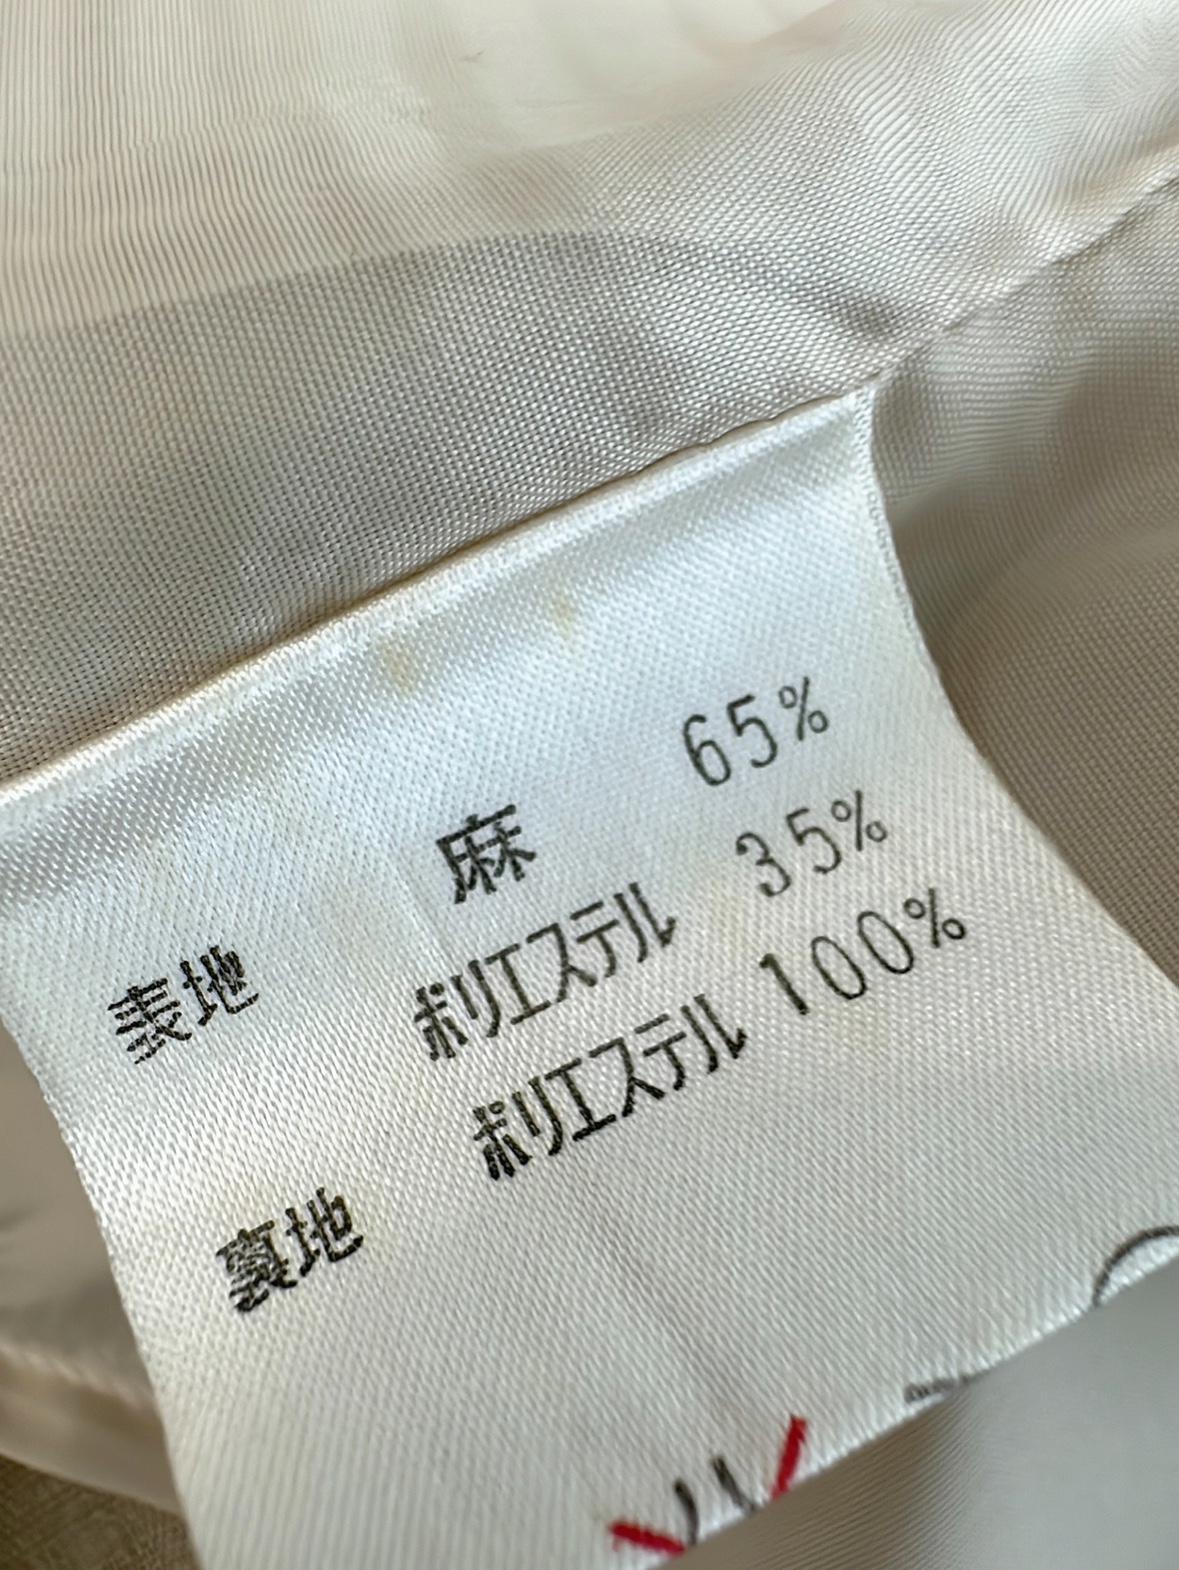 表地 麻 65%
ポリエステル 35%
裏地 ポリエステル 100%